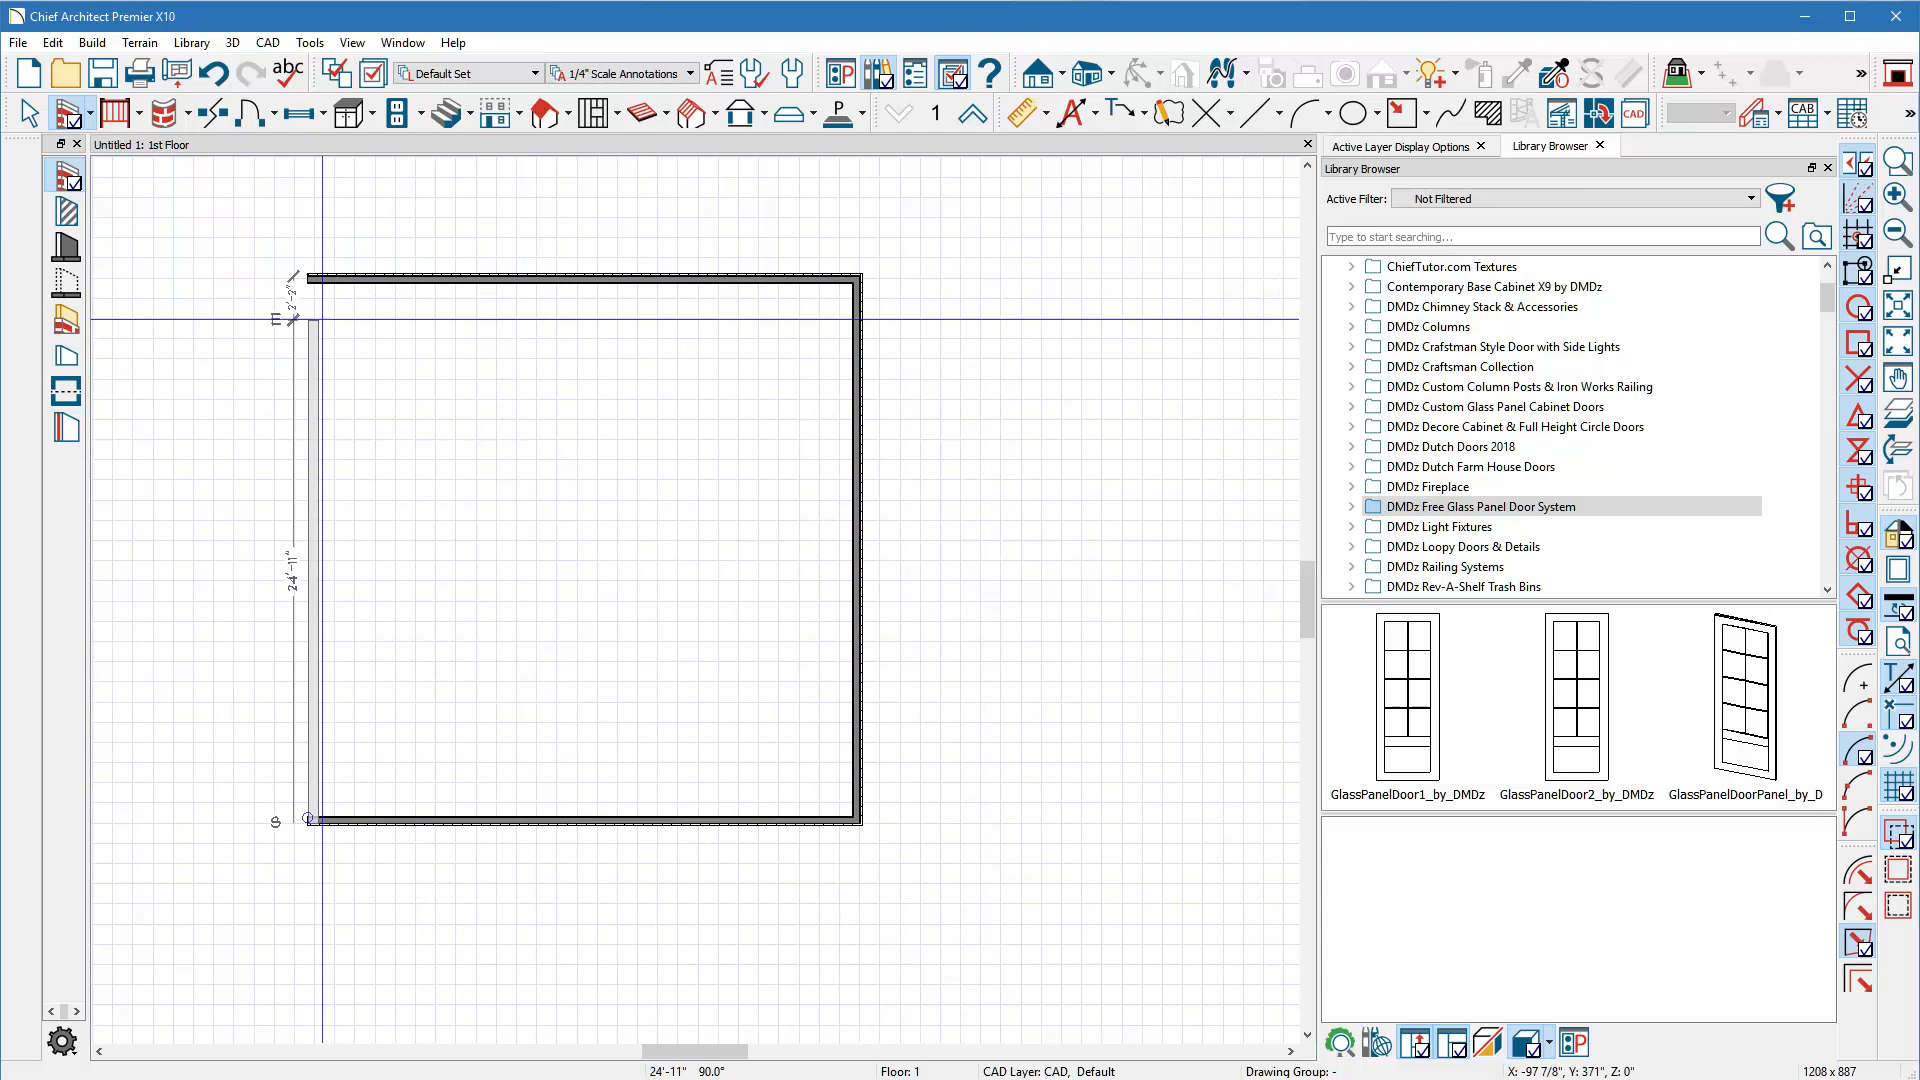 Chief Architect Premier X10
File Edit Build Terrain Library 3D CAD Tools View Window Help
abc Default Set 1/4" Scale Annotations
P 1 A T CAD CAB
Untitled 1: 1st Floor
2'-2"
E
24'-11"
S
Active Layer Display Options Library Browser
Library Browser
Active Filter: Not Filtered
Type to start searching...
ChiefTutor.com Textures
Contemporary Base Cabinet X9 by DMDz
DMDz Chimney Stack & Accessories
DMDz Columns
DMDz Crafstman Style Door with Side Lights
DMDz Craftsman Collection
DMDz Custom Column Posts & Iron Works Railing
DMDz Custom Glass Panel Cabinet Doors
DMDz Decore Cabinet & Full Height Circle Doors
DMDz Dutch Doors 2018
DMDz Dutch Farm House Doors
DMDz Fireplace
DMDz Free Glass Panel Door System
DMDz Light Fixtures
DMDz Loopy Doors & Details
DMDz Railing Systems
DMDz Rev-A-Shelf Trash Bins
GlassPanelDoor1_by_DMDz GlassPanelDoor2_by_DMDz GlassPanelDoorPanel_by_D
24'-11" 90.0° Floor: 1 CAD Layer: CAD, Default Drawing Group: - X: -97 7/8", Y: 371", Z: 0" 1208 x 887